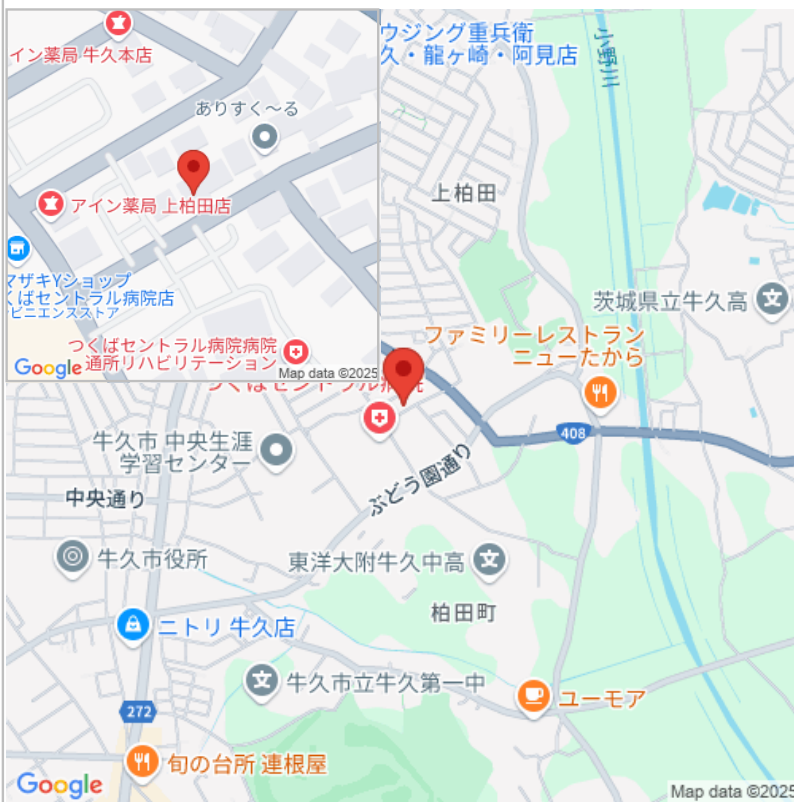 アイン薬局 牛久本店
ありすく〜る
アイン薬局 上柏田店
マザキYショップ
くばセントラル病院店
ビニエンスストア
つくばセントラル病院病院
通所リハビリテーション
Google
Map data ©2025
ウジング重兵衛
久・龍ヶ崎・阿見店
小野川
上柏田
茨城県立牛久高
ファミリーレストラン
ニューたから
つくばセントラル病院
408
牛久市 中央生涯
学習センター
ぶどう園通り
中央通り
牛久市役所
東洋大附牛久中高
柏田町
ニトリ 牛久店
牛久市立牛久第一中
ユーモア
272
旬の台所 連根屋
Google
Map data ©2025